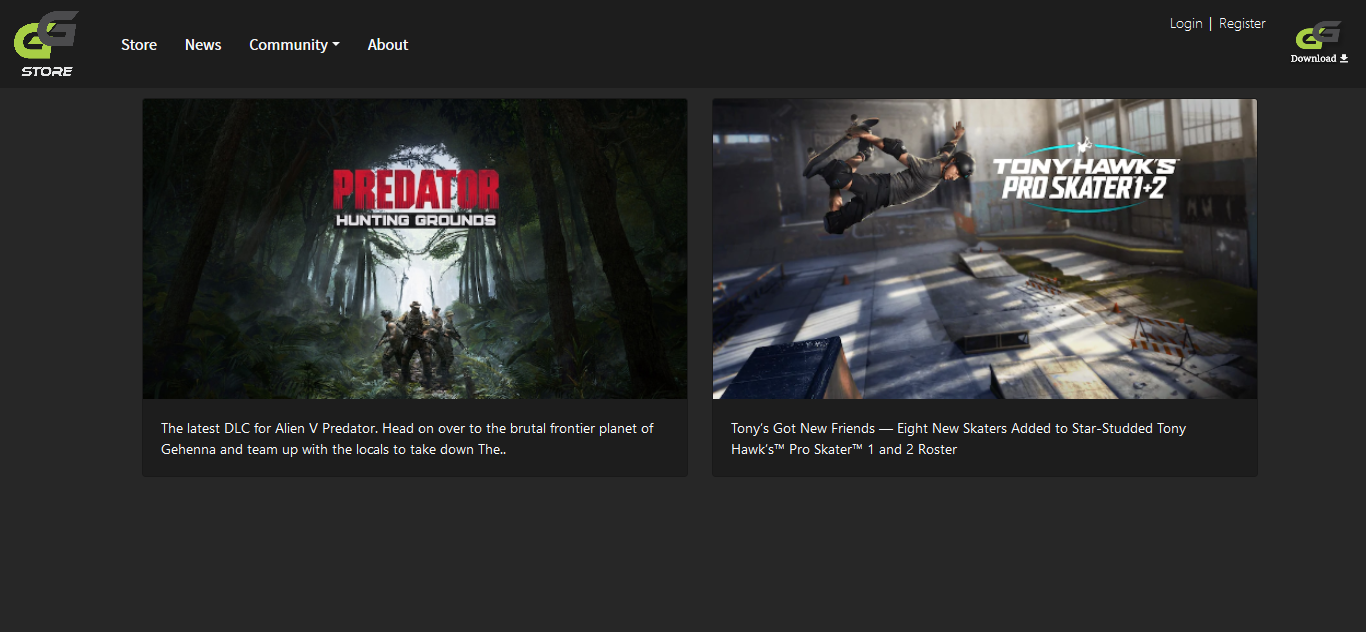 GG
STORE
Store
News
Community
About
Login | Register
GG
Download
PREDATOR
HUNTING GROUNDS
TONY HAWK'S
PRO SKATER 1+2
The latest DLC for Alien V Predator. Head on over to the brutal frontier planet of
Gehenna and team up with the locals to take down The..
Tony's Got New Friends — Eight New Skaters Added to Star-Studded Tony
Hawk's™ Pro Skater™ 1 and 2 Roster